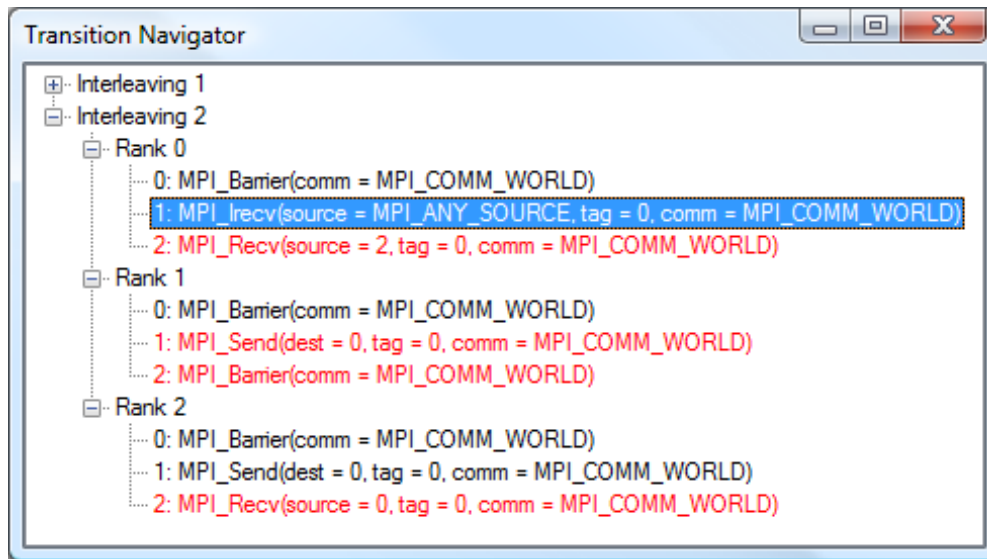 Transition Navigator
Interleaving 1
Interleaving 2
Rank 0
0: MPI_Barrier(comm = MPI_COMM_WORLD)
1: MPI_Irecv(source = MPI_ANY_SOURCE, tag = 0, comm = MPI_COMM_WORLD)
2: MPI_Recv(source = 2, tag = 0, comm = MPI_COMM_WORLD)
Rank 1
0: MPI_Barrier(comm = MPI_COMM_WORLD)
1: MPI_Send(dest = 0, tag = 0, comm = MPI_COMM_WORLD)
2: MPI_Barrier(comm = MPI_COMM_WORLD)
Rank 2
0: MPI_Barrier(comm = MPI_COMM_WORLD)
1: MPI_Send(dest = 0, tag = 0, comm = MPI_COMM_WORLD)
2: MPI_Recv(source = 0, tag = 0, comm = MPI_COMM_WORLD)